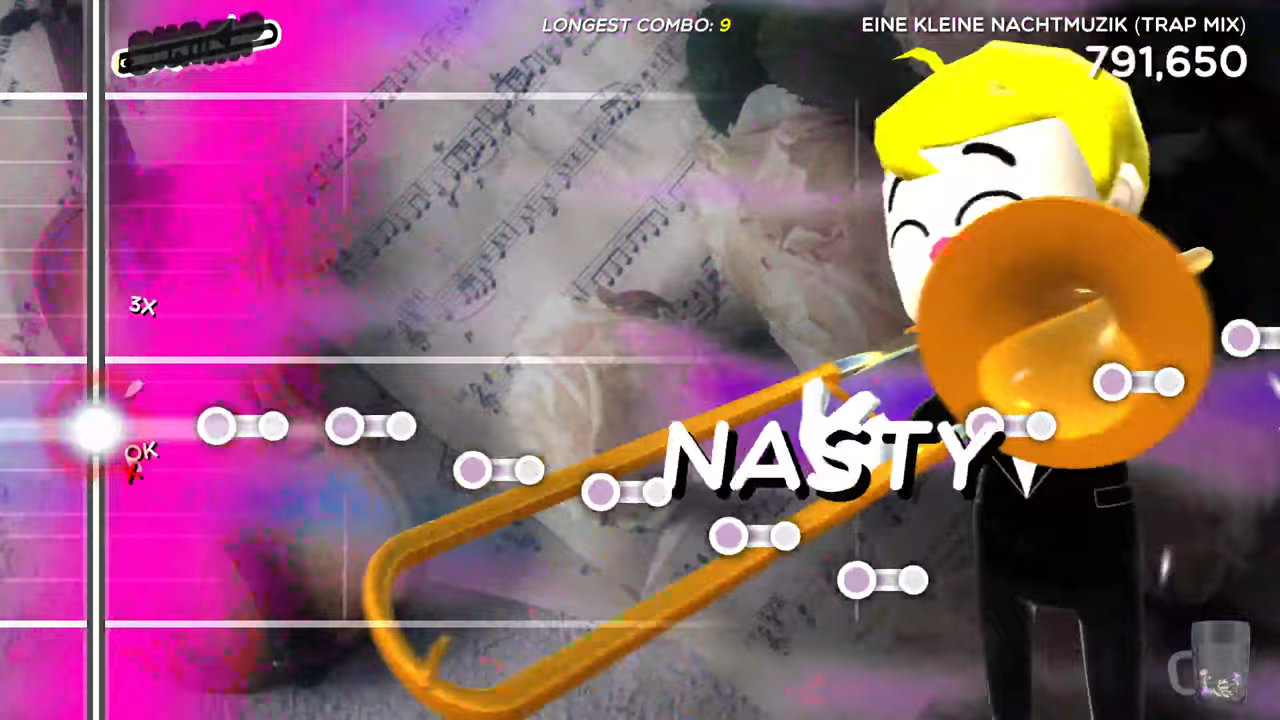 LONGEST COMBO: 9
EINE KLEINE NACHTMUZIK (TRAP MIX)
791,650
3X
OK
NASTY